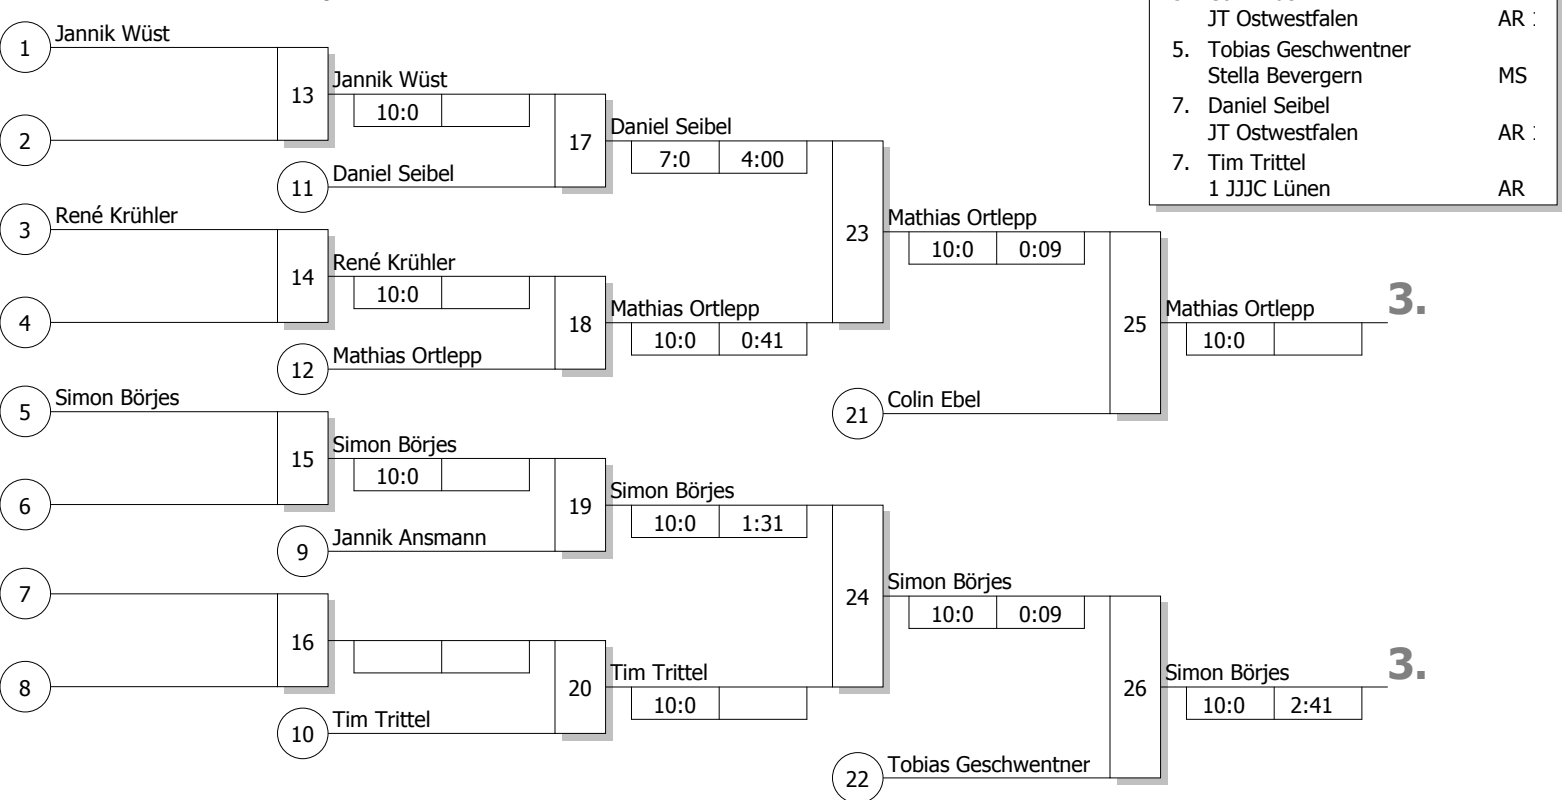 JT Ostwestfalen AR
5. Tobias Geschwentner
Stella Bevergern MS
7. Daniel Seibel
JT Ostwestfalen AR
7. Tim Trittel
1 JJJC Lünen AR
1 Jannik Wüst
13 Jannik Wüst
10:0
2
17 Daniel Seibel
7:0 4:00
11 Daniel Seibel
3 René Krühler
23 Mathias Ortlepp
10:0 0:09
14 René Krühler
10:0
4
18 Mathias Ortlepp
10:0 0:41
25 Mathias Ortlepp 3.
10:0
12 Mathias Ortlepp
5 Simon Börjes
21 Colin Ebel
15 Simon Börjes
10:0
6
19 Simon Börjes
10:0 1:31
9 Jannik Ansmann
7
24 Simon Börjes
10:0 0:09
16
8
20 Tim Trittel
10:0
26 Simon Börjes 3.
10:0 2:41
10 Tim Trittel
22 Tobias Geschwentner